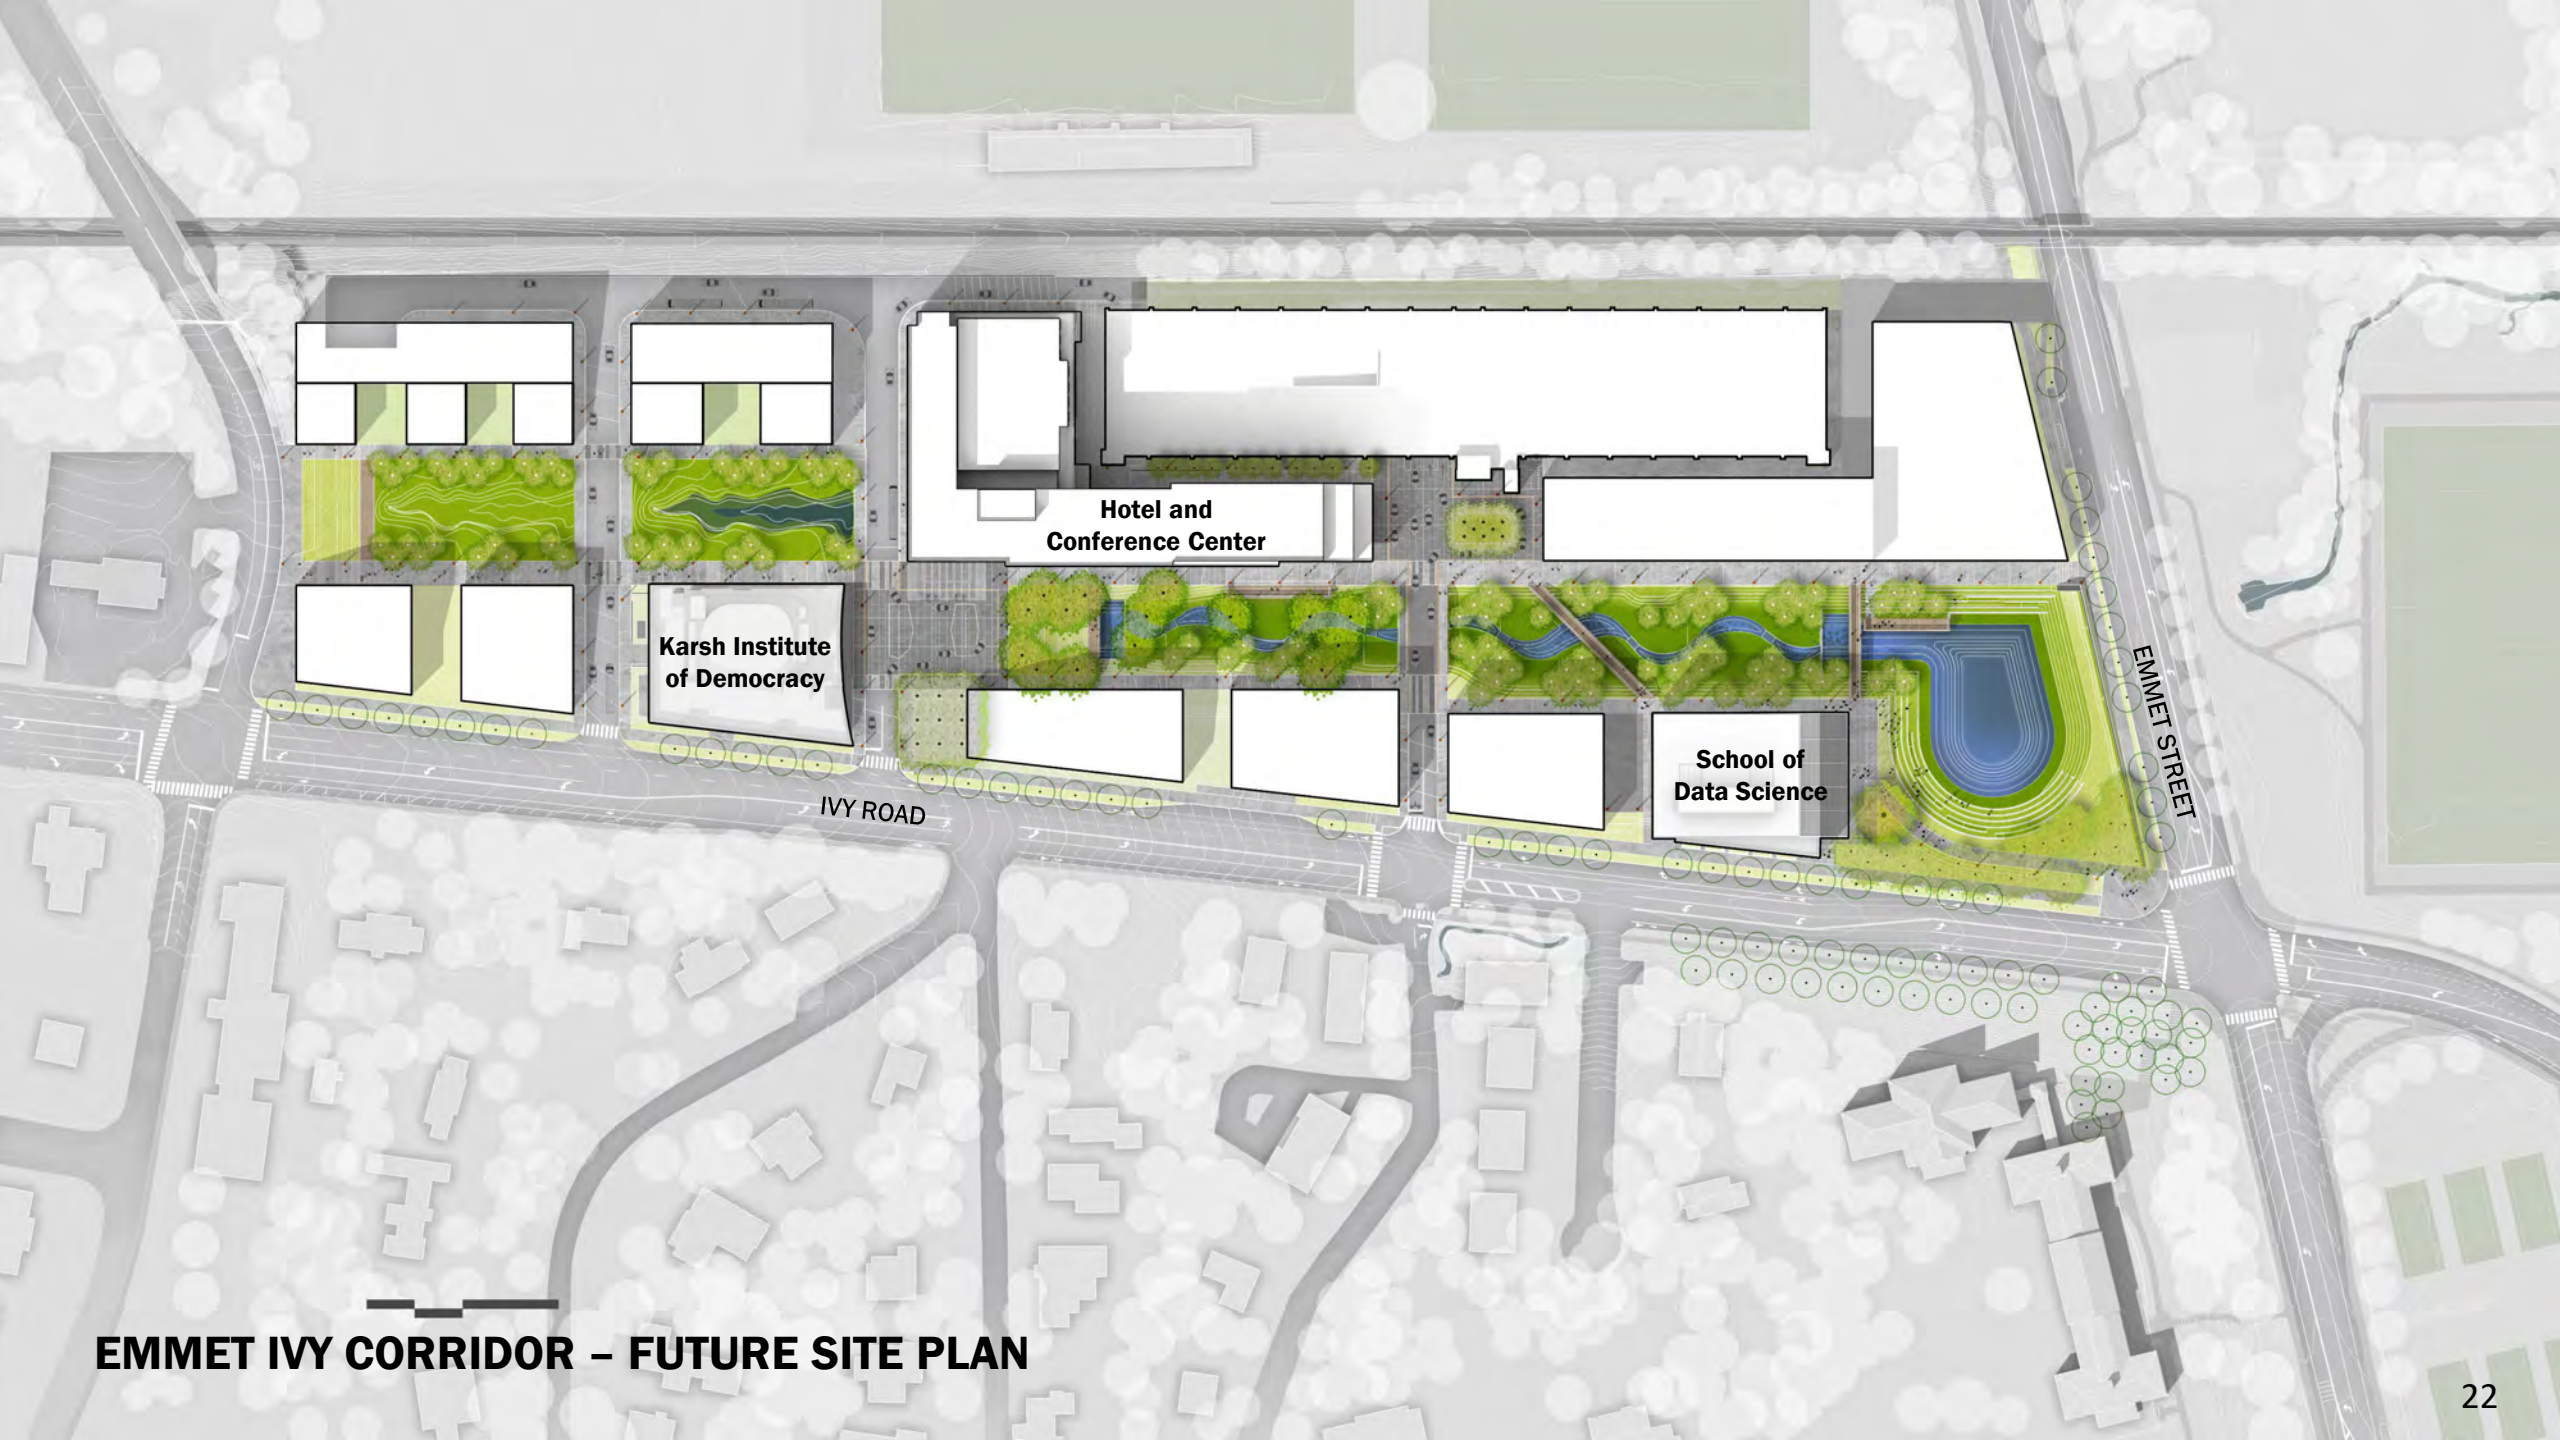 Hotel and
Conference Center
Karsh Institute
of Democracy
School of
Data Science
EMMET STREET
IVY ROAD
EMMET IVY CORRIDOR – FUTURE SITE PLAN
22